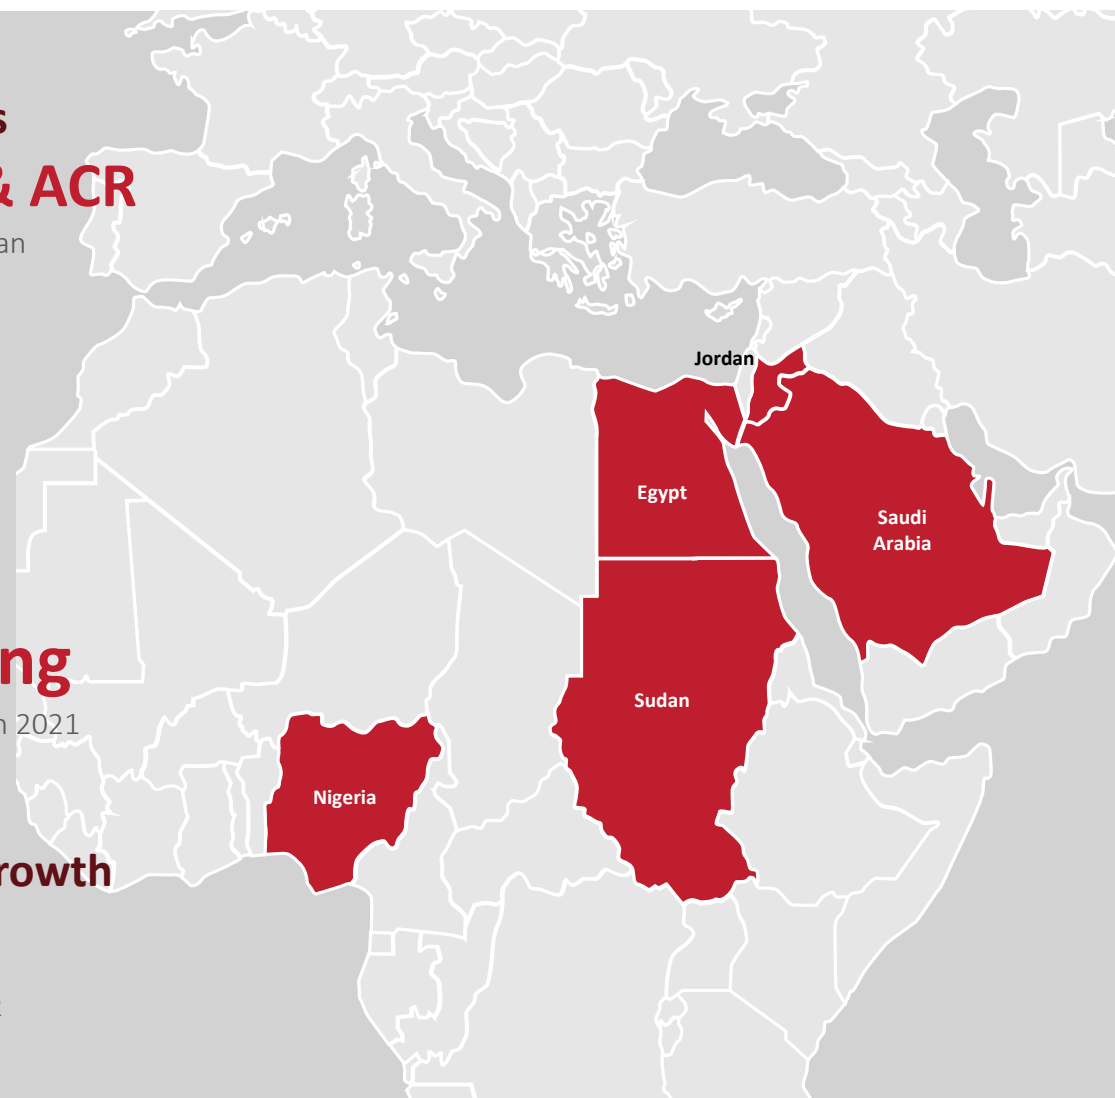 s
& ACR
an
Jordan
Egypt
Saudi
Arabia
ng
n 2021
Sudan
Nigeria
rowth